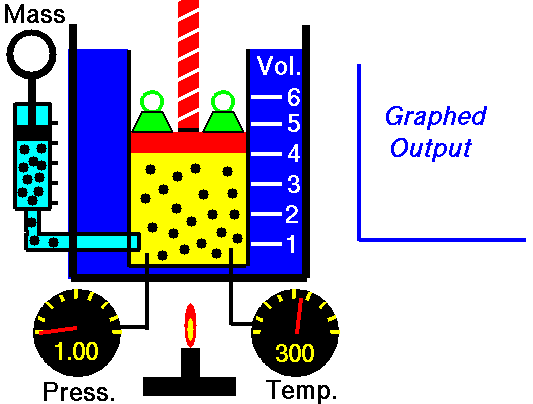 Mass
Vol.
6
5
4
3
2
1
Graphed
Output
1.00
300
Press.
Temp.